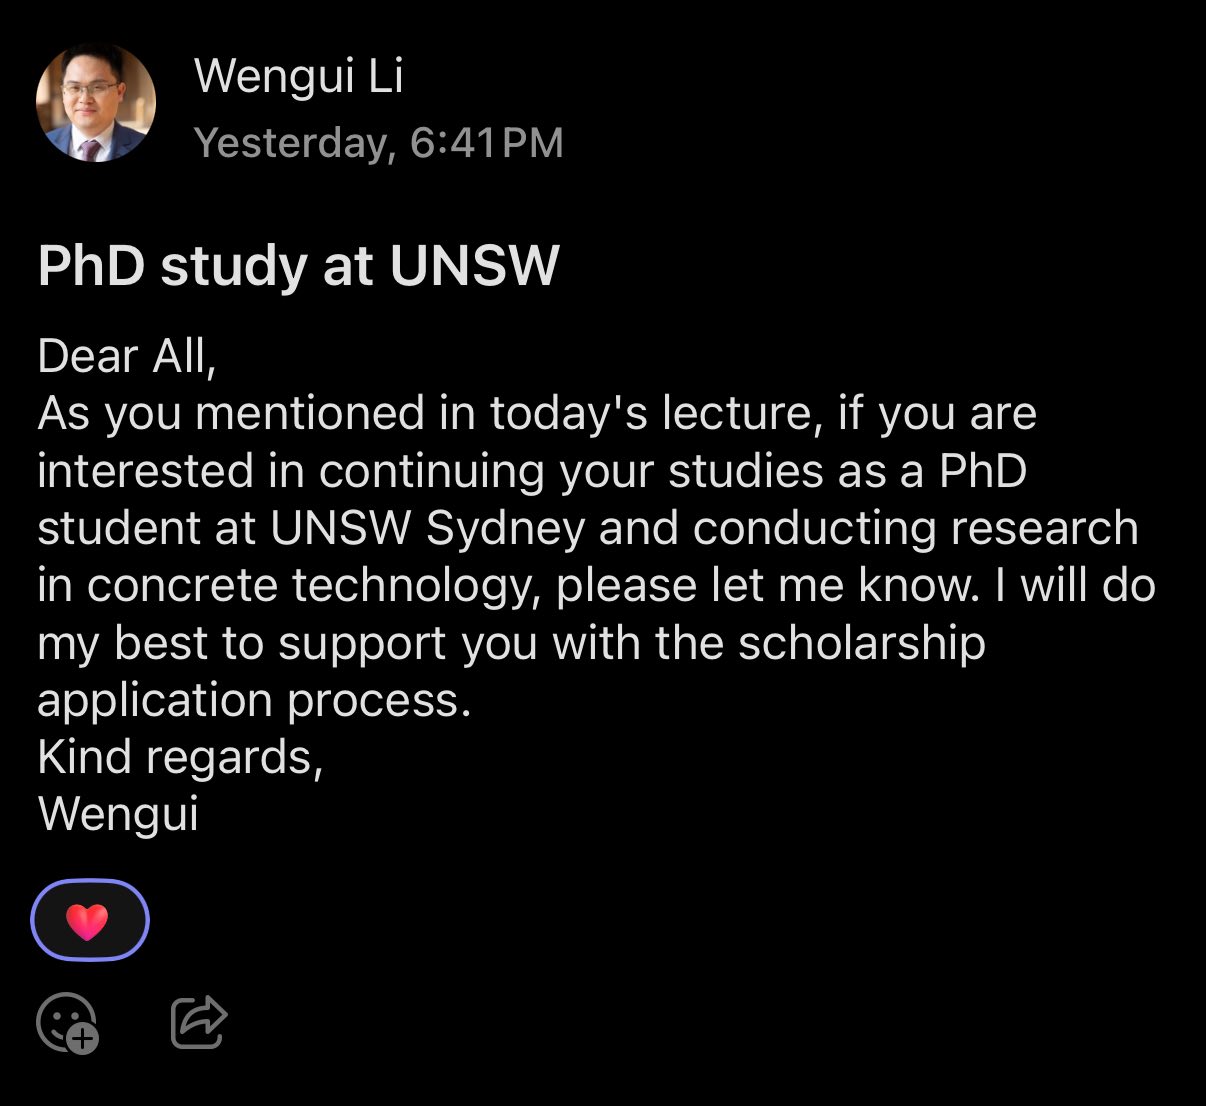 Wengui Li
Yesterday, 6:41 PM
PhD study at UNSW
Dear All,
As you mentioned in today's lecture, if you are
interested in continuing your studies as a PhD
student at UNSW Sydney and conducting research
in concrete technology, please let me know. I will do
my best to support you with the scholarship
application process.
Kind regards,
Wengui